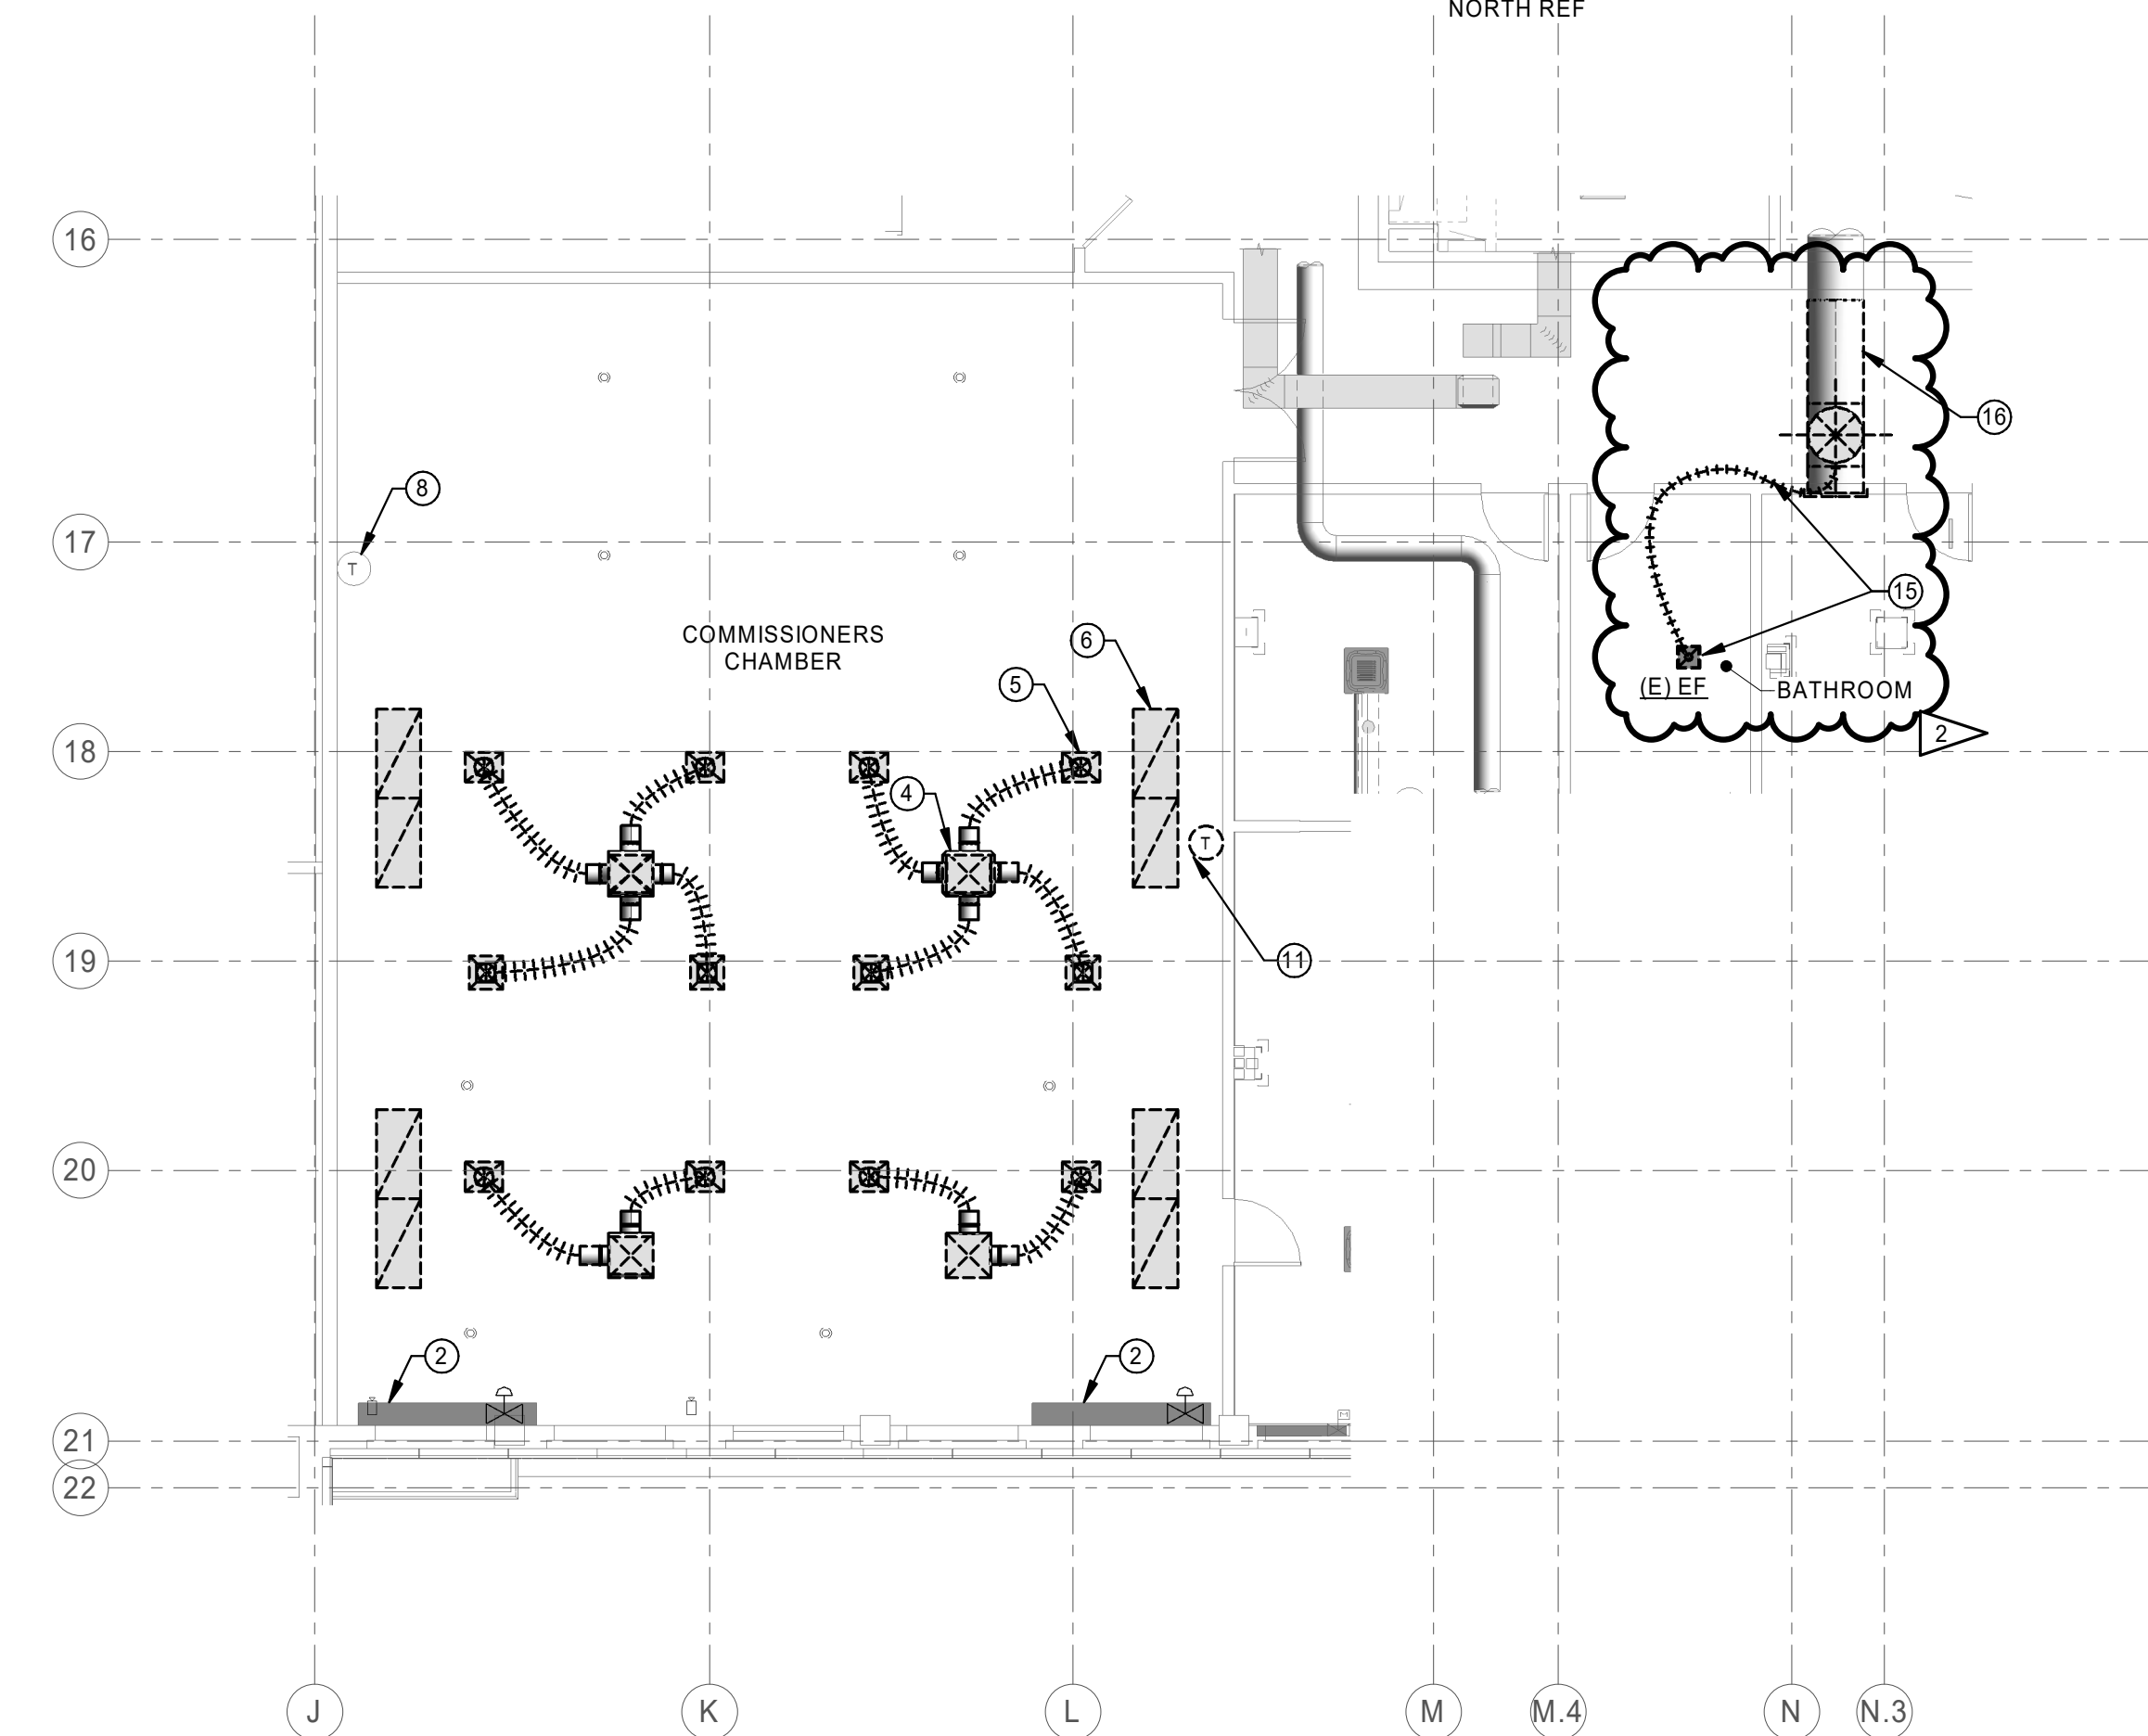 NORTH REF
16
16
8
17
T
15
COMMISSIONERS
CHAMBER
6
5
(E) EF
BATHROOM
2
18
4
T
11
19
20
2
2
21
22
J
K
L
M
M.4
N
N.3